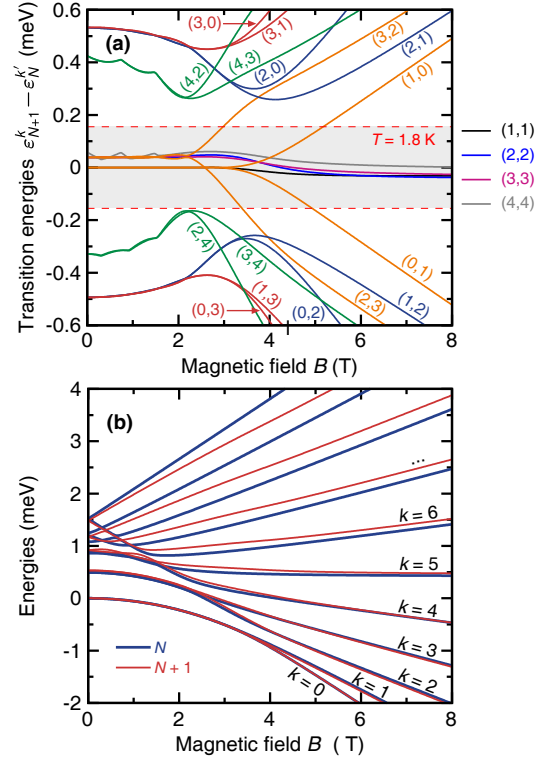 (a)
Transition energies ε^k_{N+1} − ε^{k′}_N (meV)
0.6
0.4
0.2
0
-0.2
-0.4
-0.6
(3,0)
(3,1)
(4,2)
(4,3)
(2,0)
(3,2)
(2,1)
(1,0)
T = 1.8 K
(1,1)
(2,2)
(3,3)
(4,4)
(2,4)
(3,4)
(0,1)
(0,3)
(1,3)
(0,2)
(2,3)
(1,2)
0 2 4 6 8
Magnetic field B (T)
(b)
Energies (meV)
4
3
2
1
0
-1
-2
...
k = 6
k = 5
k = 4
k = 3
k = 2
k = 1
k = 0
N
N + 1
0 2 4 6 8
Magnetic field B ( T)